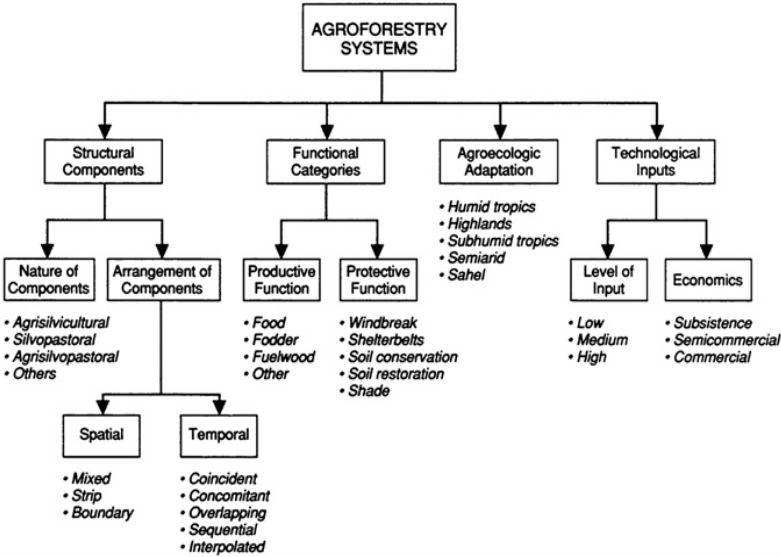 AGROFORESTRY
SYSTEMS
Structural
Components
Functional
Categories
Agroecologic
Adaptation
Technological
Inputs
• Humid tropics
• Highlands
• Subhumid tropics
• Semiarid
• Sahel
Nature of
Components
Arrangement of
Components
Productive
Function
Protective
Function
Level of
Input
Economics
• Agrisilvicultural
• Silvopastoral
• Agrisilvopastoral
• Others
• Food
• Fodder
• Fuelwood
• Other
• Windbreak
• Shelterbelts
• Soil conservation
• Soil restoration
• Shade
• Low
• Medium
• High
• Subsistence
• Semicommercial
• Commercial
Spatial
Temporal
• Mixed
• Strip
• Boundary
• Coincident
• Concomitant
• Overlapping
• Sequential
• Interpolated